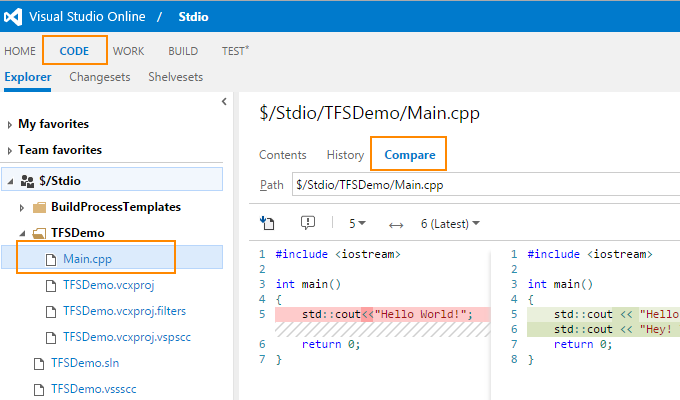 Visual Studio Online / Stdio
HOME CODE WORK BUILD TEST*
Explorer Changesets Shelvesets
My favorites
Team favorites
$/Stdio
BuildProcessTemplates
TFSDemo
Main.cpp
TFSDemo.vcxproj
TFSDemo.vcxproj.filters
TFSDemo.vcxproj.vspscc
TFSDemo.sln
TFSDemo.vssscc
$/Stdio/TFSDemo/Main.cpp
Contents History Compare
Path $/Stdio/TFSDemo/Main.cpp
5 6 (Latest)
1 #include <iostream>
2
3 int main()
4 {
5 std::cout<<"Hello World!";
6 return 0;
7 }
1 #include <iostream>
2
3 int main()
4 {
5 std::cout << "Hello
6 std::cout << "Hey!
7 return 0;
8 }